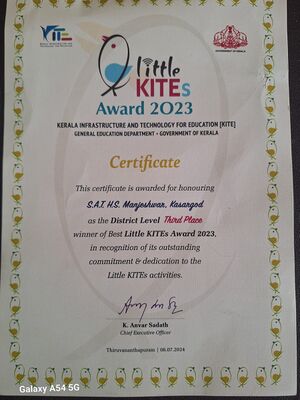 KITE
little
KITEs
Award 2023
KERALA INFRASTRUCTURE AND TECHNOLOGY FOR EDUCATION [KITE]
GENERAL EDUCATION DEPARTMENT • GOVERNMENT OF KERALA
Certificate
This certificate is awarded for honouring
S.A.T. H.S. Manjeshwar, Kasargod
as the District Level Third Place
winner of Best Little KITEs Award 2023,
in recognition of its outstanding
commitment & dedication to the
Little KITEs activities.
K. Anvar Sadath
Chief Executive Officer
Thiruvananthapuram | 06.07.2024
Galaxy A54 5G